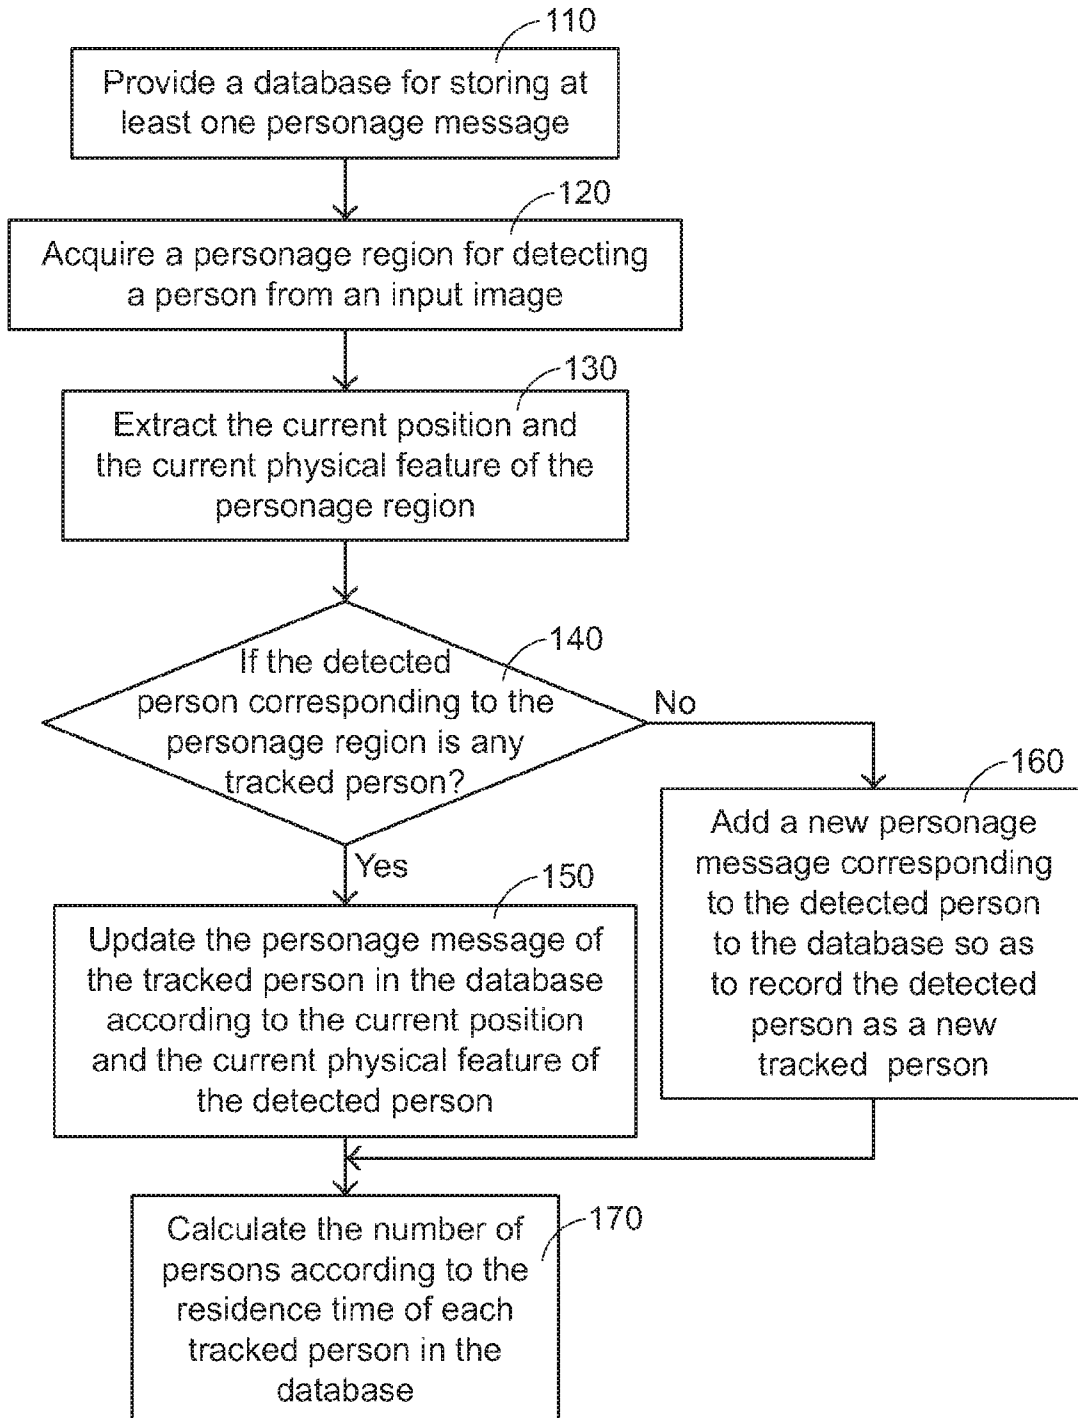 110
Provide a database for storing at
least one personage message
120
Acquire a personage region for detecting
a person from an input image
130
Extract the current position and
the current physical feature of the
personage region
140
If the detected
person corresponding to the
personage region is any
tracked person?
No
Yes
160
Add a new personage
message corresponding
to the detected person
to the database so as
to record the detected
person as a new
tracked person
150
Update the personage message of
the tracked person in the database
according to the current position
and the current physical feature of
the detected person
170
Calculate the number of
persons according to the
residence time of each
tracked person in the
database